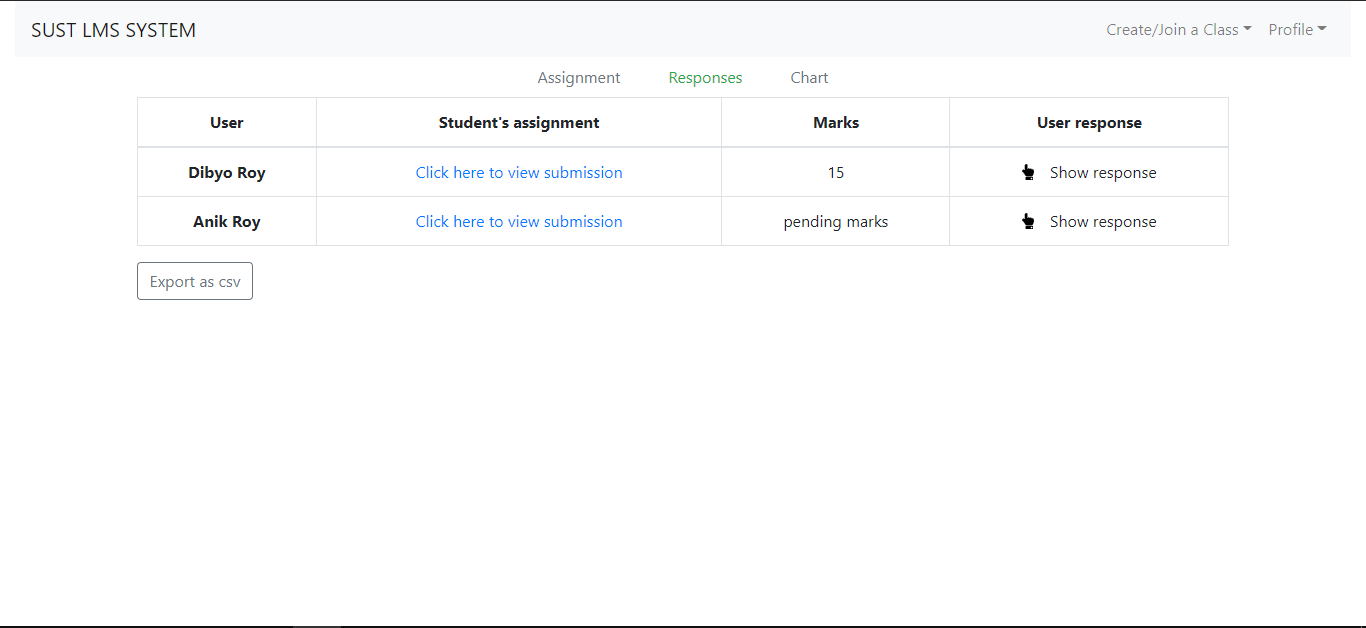 SUST LMS SYSTEM Create/Join a Class Profile
Assignment Responses Chart
User Student's assignment Marks User response
Dibyo Roy Click here to view submission 15 Show response
Anik Roy Click here to view submission pending marks Show response
Export as csv